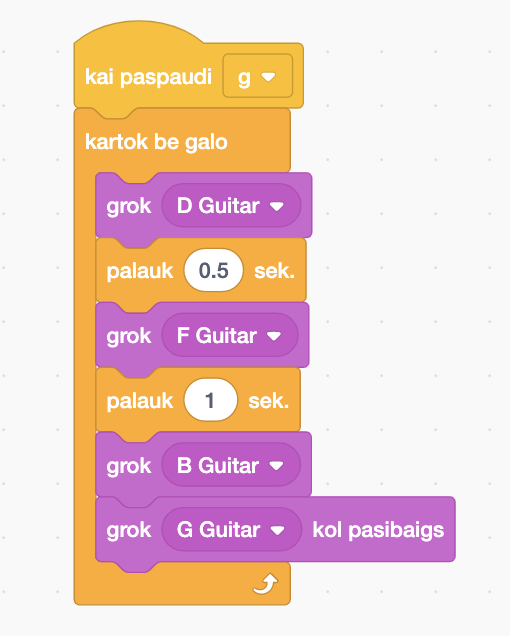 kai paspaudi g
kartok be galo
grok D Guitar
palauk 0.5 sek.
grok F Guitar
palauk 1 sek.
grok B Guitar
grok G Guitar kol pasibaigs